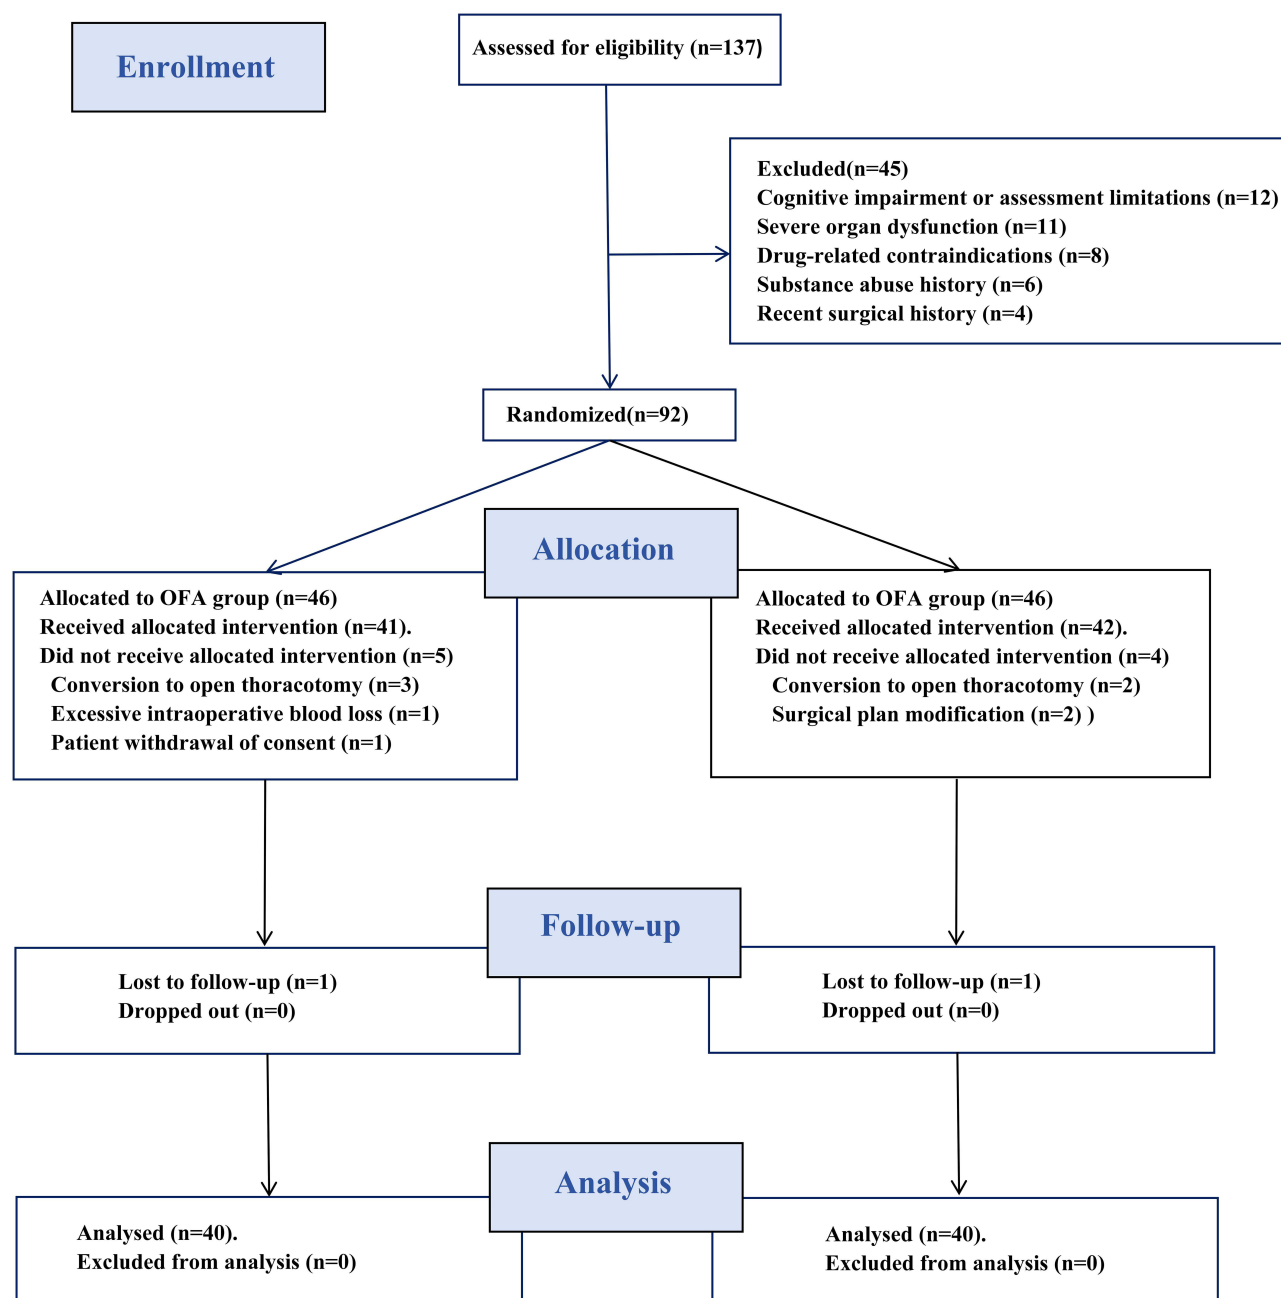 Enrollment
Assessed for eligibility (n=137)
Excluded(n=45)
Cognitive impairment or assessment limitations (n=12)
Severe organ dysfunction (n=11)
Drug-related contraindications (n=8)
Substance abuse history (n=6)
Recent surgical history (n=4)
Randomized(n=92)
Allocation
Allocated to OFA group (n=46)
Received allocated intervention (n=41).
Did not receive allocated intervention (n=5)
Conversion to open thoracotomy (n=3)
Excessive intraoperative blood loss (n=1)
Patient withdrawal of consent (n=1)
Allocated to OFA group (n=46)
Received allocated intervention (n=42).
Did not receive allocated intervention (n=4)
Conversion to open thoracotomy (n=2)
Surgical plan modification (n=2) )
Follow-up
Lost to follow-up (n=1)
Dropped out (n=0)
Lost to follow-up (n=1)
Dropped out (n=0)
Analysis
Analysed (n=40).
Excluded from analysis (n=0)
Analysed (n=40).
Excluded from analysis (n=0)